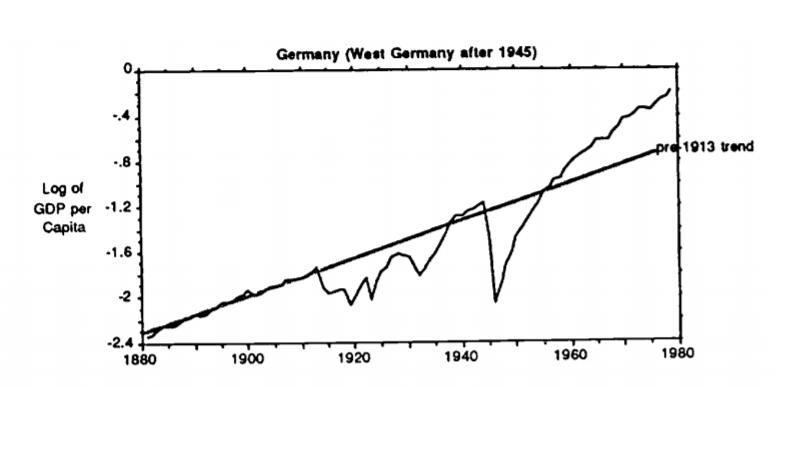 Germany (West Germany after 1945)
0
-.4
-.8
-1.2
-1.6
-2
-2.4
Log of
GDP per
Capita
pre-1913 trend
1880
1900
1920
1940
1960
1980